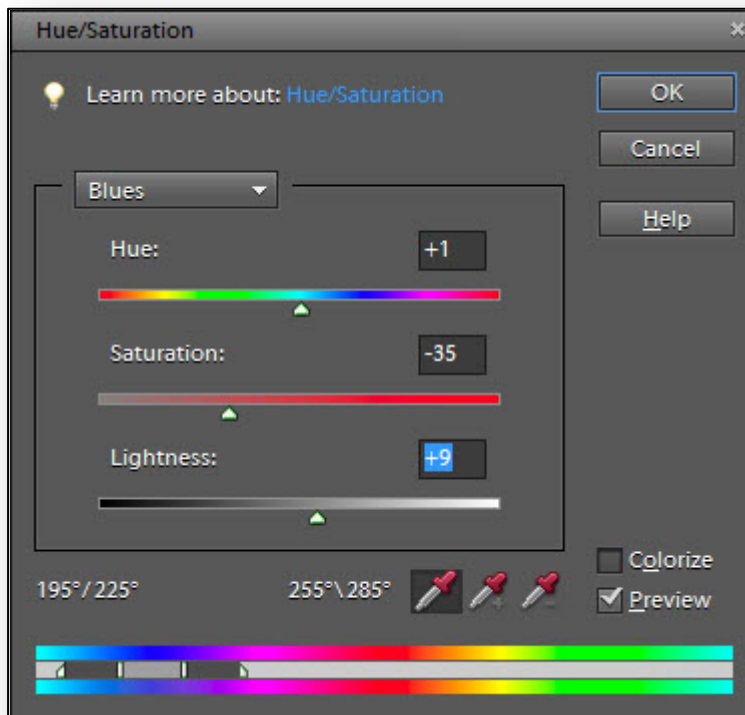 Hue/Saturation
Learn more about: Hue/Saturation
OK
Cancel
Help
Blues
Hue:
+1
Saturation:
-35
Lightness:
+9
195°/225°
255°\285°
Colorize
Preview